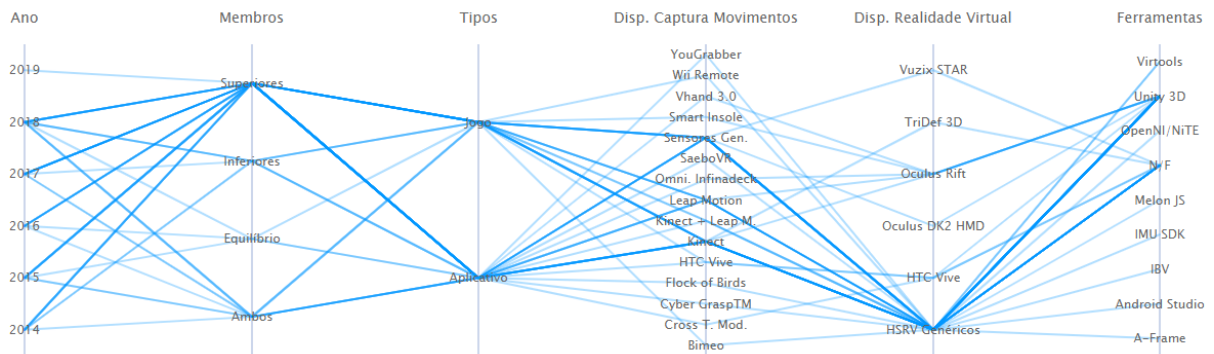 Ano
Membros
Tipos
Disp. Captura Movimentos
Disp. Realidade Virtual
Ferramentas
2019
2018
2017
2016
2015
2014
Superiores
Inferiores
Equilíbrio
Ambos
Jogo
Aplicativo
YouGrabber
Wii Remote
Vhand 3.0
Smart Insole
Sensores Gen.
SaeboVR
Omni. Infinadeck
Leap Motion
Kinect + Leap M.
Kinect
HTC Vive
Flock of Birds
Cyber GraspTM
Cross T. Mod.
Bimeo
Vuzix STAR
TriDef 3D
Oculus Rift
Oculus DK2 HMD
HTC Vive
HSRV Genéricos
Virtools
Unity 3D
OpenNI/NiTE
N/F
Melon JS
IMU SDK
IBV
Android Studio
A-Frame